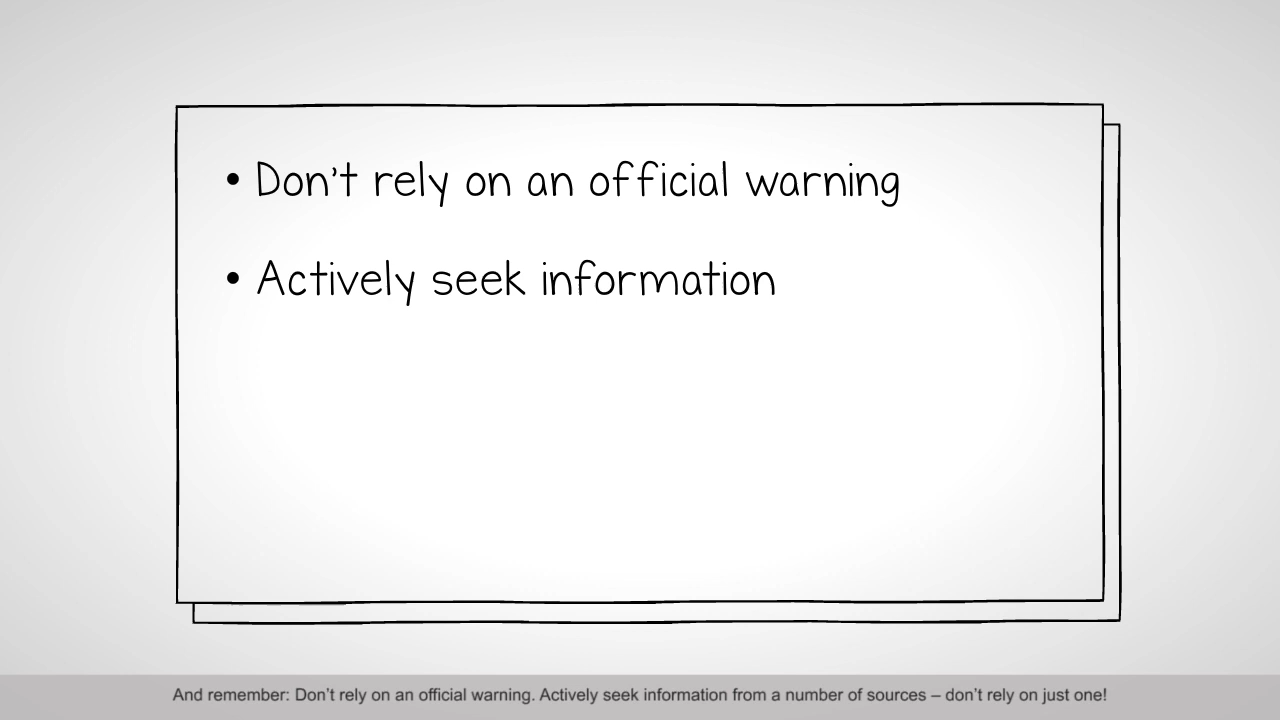 • Don't rely on an official warning
• Actively seek information
And remember: Don't rely on an official warning. Actively seek information from a number of sources – don't rely on just one!